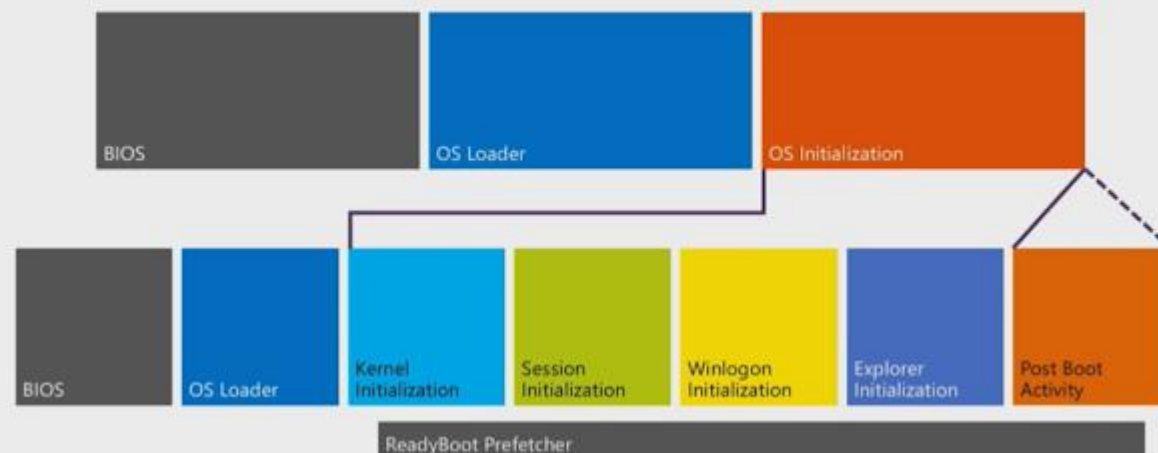 BIOS
OS Loader
OS Initialization
BIOS
OS Loader
Kernel
Initialization
Session
Initialization
Winlogon
Initialization
Explorer
Initialization
Post Boot
Activity
ReadyBoot Prefetcher